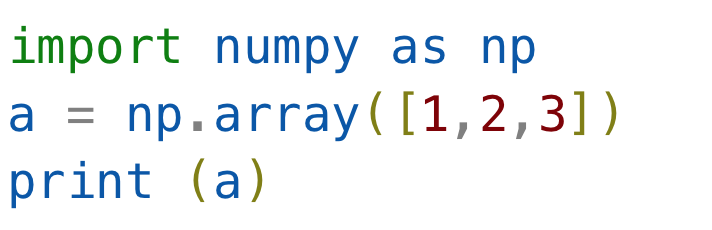 import numpy as np
a = np.array([1,2,3])
print (a)